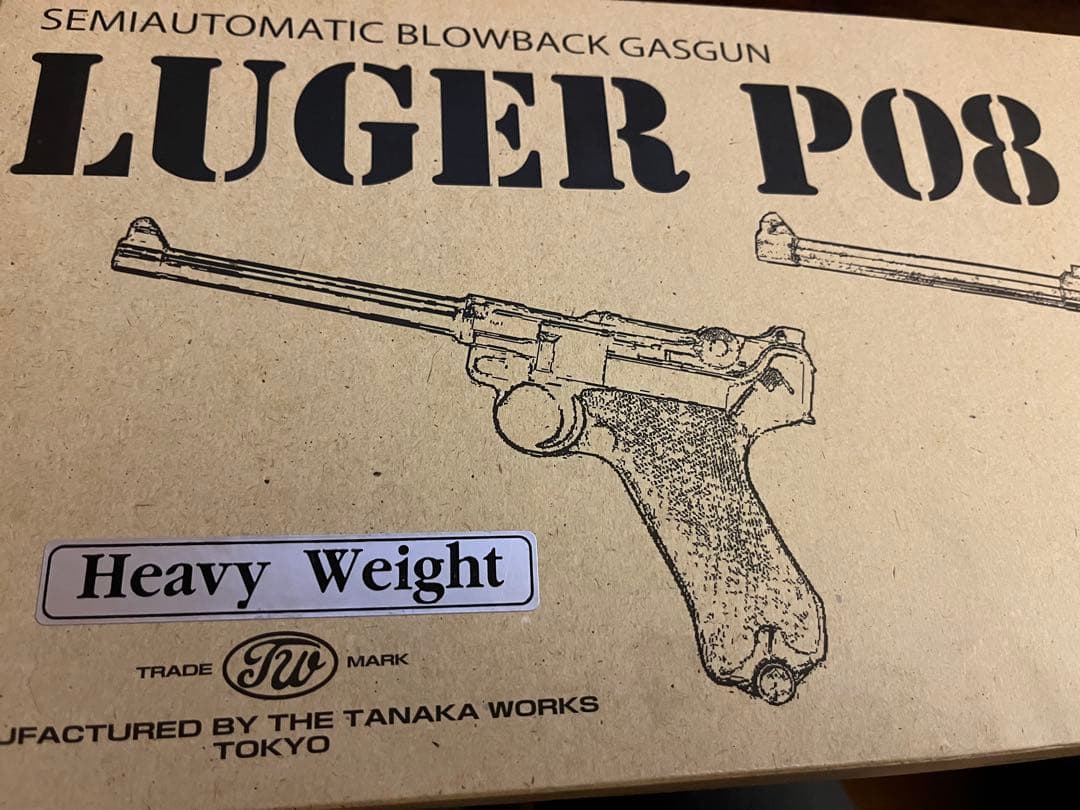 SEMIAUTOMATIC BLOWBACK GASGUN
LUGER P08
Heavy Weight
TRADE TW MARK
UFACTURED BY THE TANAKA WORKS
TOKYO